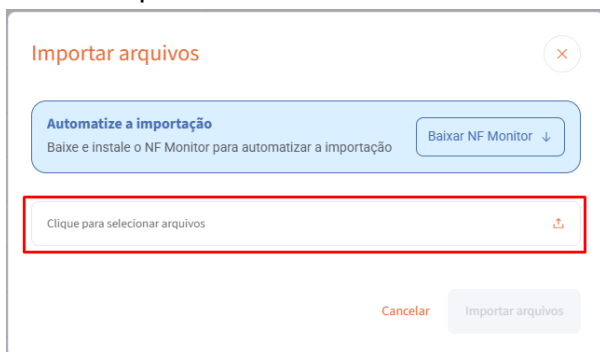 Importar arquivos
Automatize a importação
Baixe e instale o NF Monitor para automatizar a importação
Baixar NF Monitor ↓
Clique para selecionar arquivos
Cancelar
Importar arquivos